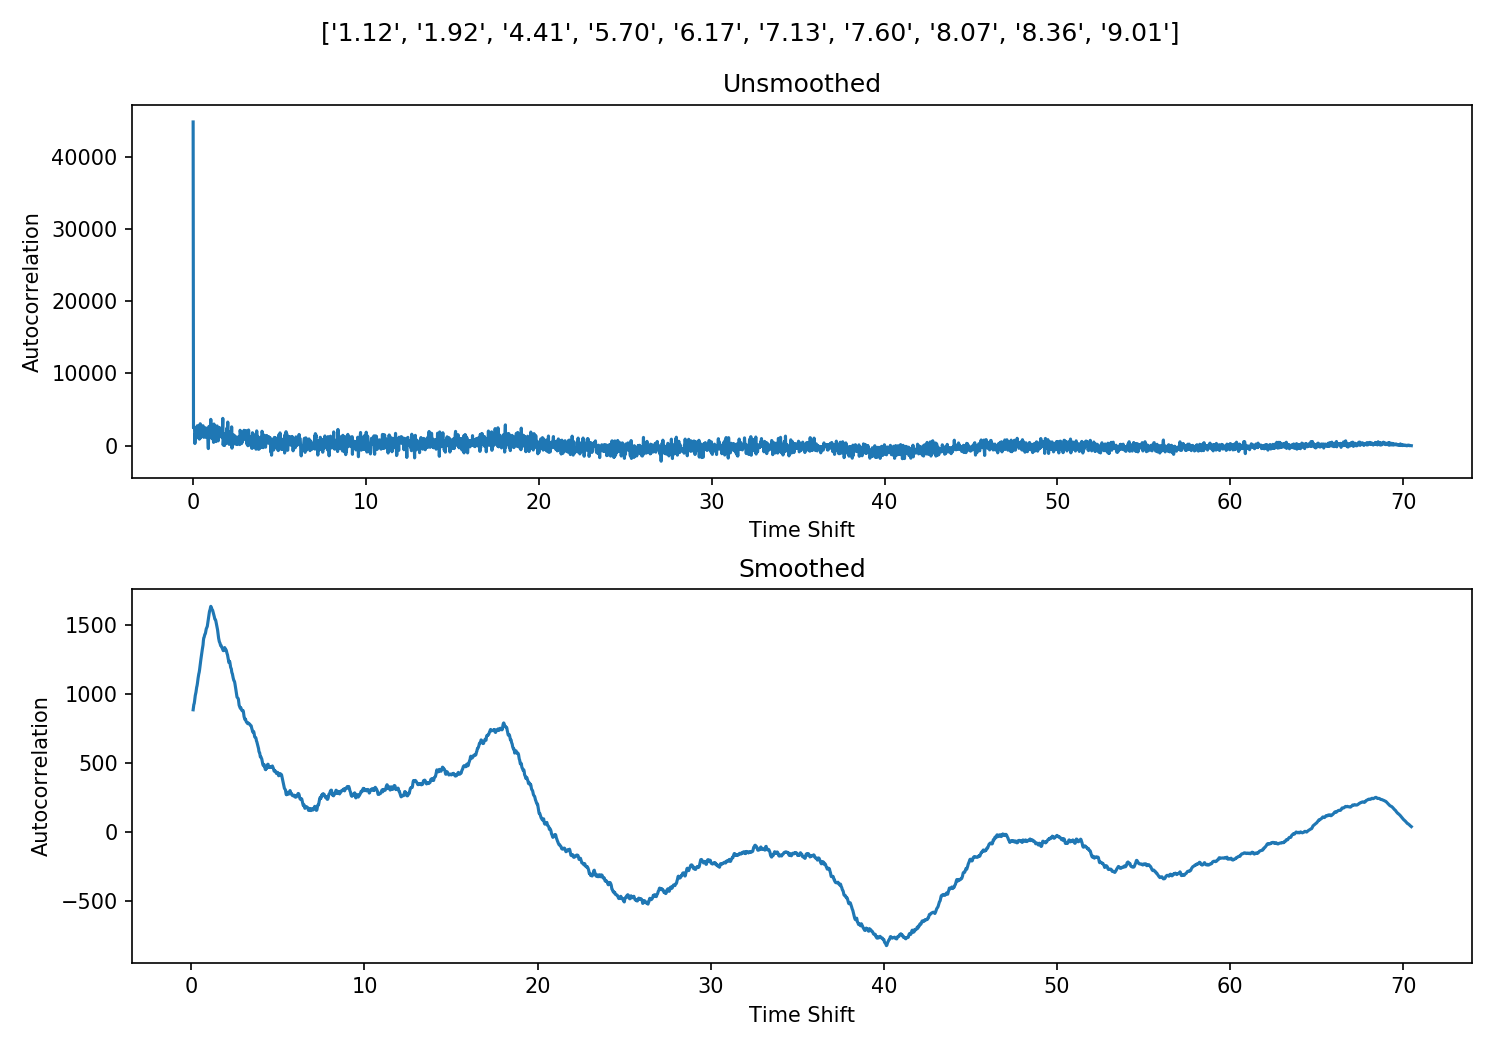 ['1.12', '1.92', '4.41', '5.70', '6.17', '7.13', '7.60', '8.07', '8.36', '9.01']
Unsmoothed
Autocorrelation
40000
30000
20000
10000
0
0 10 20 30 40 50 60 70
Time Shift
Smoothed
Autocorrelation
1500
1000
500
0
−500
0 10 20 30 40 50 60 70
Time Shift